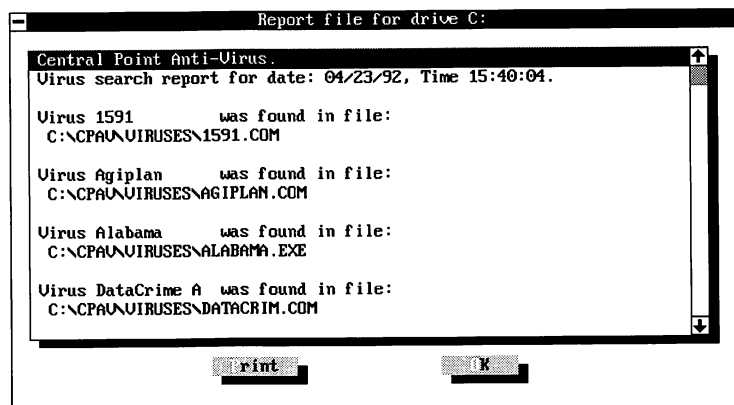 Report file for drive C:
Central Point Anti-Virus.
Virus search report for date: 04/23/92, Time 15:40:04.
Virus 1591 was found in file:
C:\CPAV\VIRUSES\1591.COM
Virus Agiplan was found in file:
C:\CPAV\VIRUSES\AGIPLAN.COM
Virus Alabama was found in file:
C:\CPAV\VIRUSES\ALABAMA.EXE
Virus DataCrime A was found in file:
C:\CPAV\VIRUSES\DATACRIM.COM
Print OK